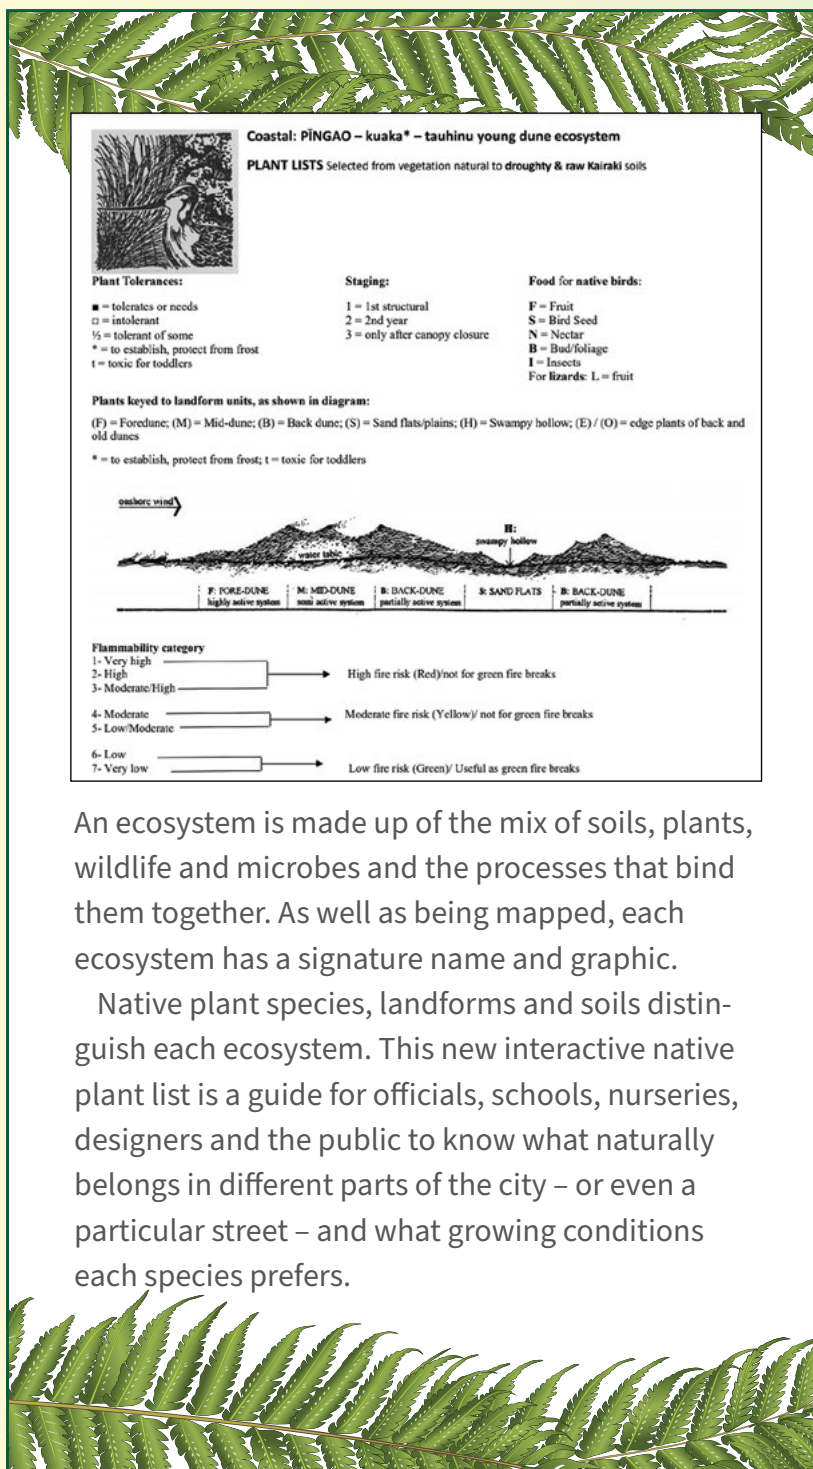 Coastal: PĪNGAO – kuaka* – tauhinu young dune ecosystem
PLANT LISTS Selected from vegetation natural to droughty & raw Kairaki soils
Plant Tolerances:
■ = tolerates or needs
□ = intolerant
½ = tolerant of some
* = to establish, protect from frost
t = toxic for toddlers
Staging:
1 = 1st structural
2 = 2nd year
3 = only after canopy closure
Food for native birds:
F = Fruit
S = Bird Seed
N = Nectar
B = Bud/foliage
I = Insects
For lizards: L = fruit
Plants keyed to landform units, as shown in diagram:
(F) = Foredune; (M) = Mid-dune; (B) = Back dune; (S) = Sand flats/plains; (H) = Swampy hollow; (E) / (O) = edge plants of back and
old dunes
* = to establish, protect from frost; t = toxic for toddlers
onshore wind
H:
swampy hollow
water table
F: FORE-DUNE
highly active system
M: MID-DUNE
semi active system
B: BACK-DUNE
partially active system
S: SAND FLATS
B: BACK-DUNE
partially active system
Flammability category
1- Very high
2- High
3- Moderate/High
High fire risk (Red)/not for green fire breaks
4- Moderate
5- Low/Moderate
Moderate fire risk (Yellow)/ not for green fire breaks
6- Low
7- Very low
Low fire risk (Green)/ Useful as green fire breaks
An ecosystem is made up of the mix of soils, plants,
wildlife and microbes and the processes that bind
them together. As well as being mapped, each
ecosystem has a signature name and graphic.
Native plant species, landforms and soils distin-
guish each ecosystem. This new interactive native
plant list is a guide for officials, schools, nurseries,
designers and the public to know what naturally
belongs in different parts of the city – or even a
particular street – and what growing conditions
each species prefers.